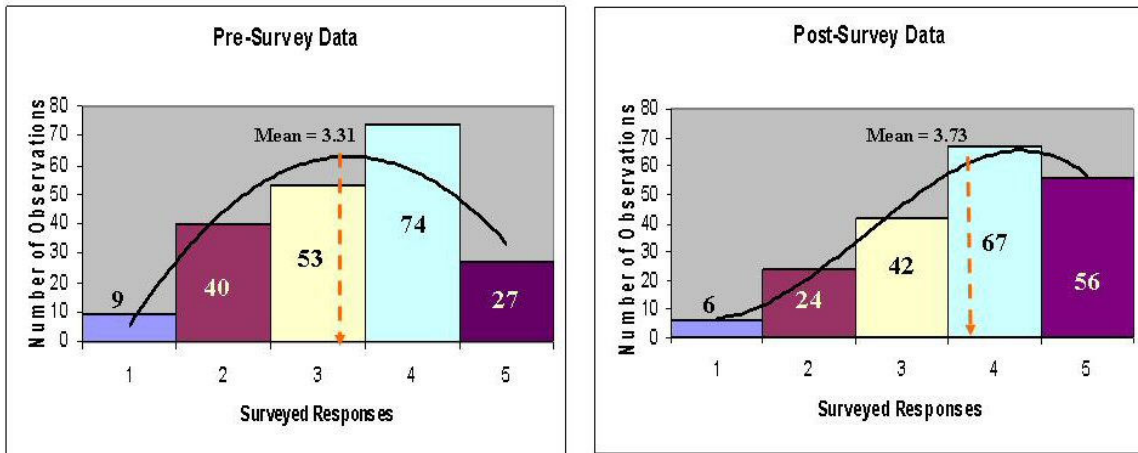 Pre-Survey Data
Number of Observations
80
70
60
50
40
30
20
10
0
Mean = 3.31
9
40
53
74
27
1 2 3 4 5
Surveyed Responses
Post-Survey Data
Number of Observations
80
70
60
50
40
30
20
10
0
Mean = 3.73
6
24
42
67
56
1 2 3 4 5
Surveyed Responses